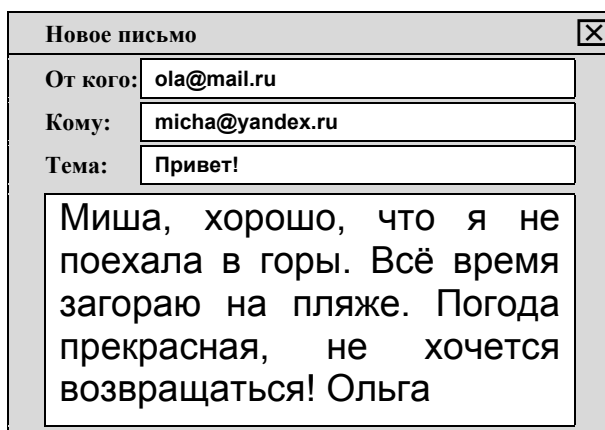 Новое письмо
От кого: ola@mail.ru
Кому: micha@yandex.ru
Тема: Привет!
Миша, хорошо, что я не
поехала в горы. Всё время
загораю на пляже. Погода
прекрасная, не хочется
возвращаться! Ольга